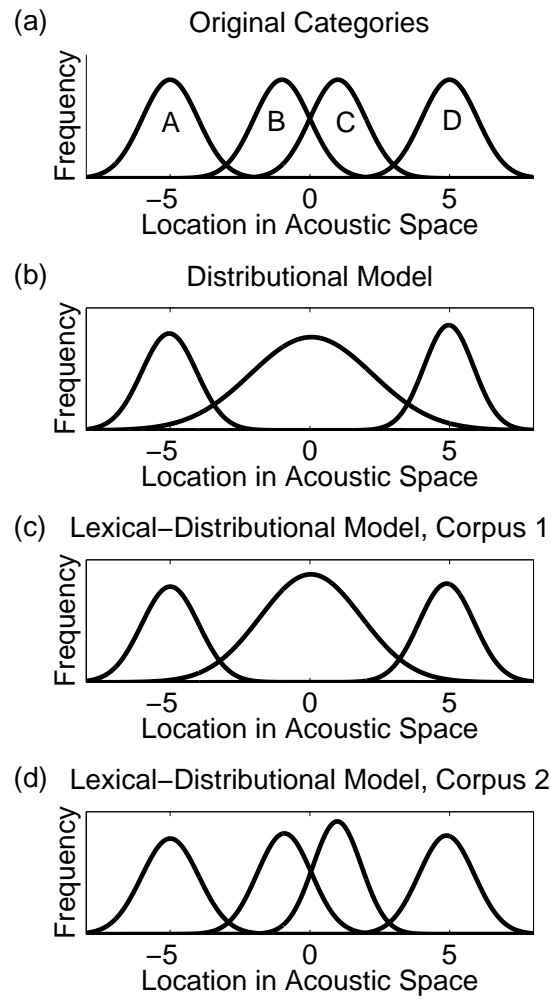 (a) Original Categories
Frequency
A B C D
−5 0 5
Location in Acoustic Space
(b) Distributional Model
Frequency
−5 0 5
Location in Acoustic Space
(c) Lexical−Distributional Model, Corpus 1
Frequency
−5 0 5
Location in Acoustic Space
(d) Lexical−Distributional Model, Corpus 2
Frequency
−5 0 5
Location in Acoustic Space